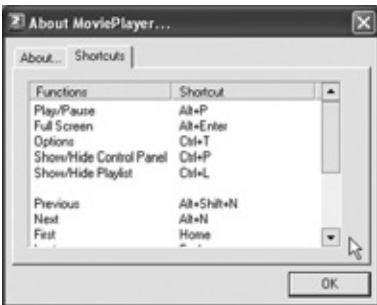 About MoviePlayer...
About... Shortcuts
Functions Shortcut
Play/Pause Alt+P
Full Screen Alt+Enter
Options Ctrl+T
Show/Hide Control Panel Ctrl+P
Show/Hide Playlist Ctrl+L
Previous Alt+Shift+N
Next Alt+N
First Home
OK